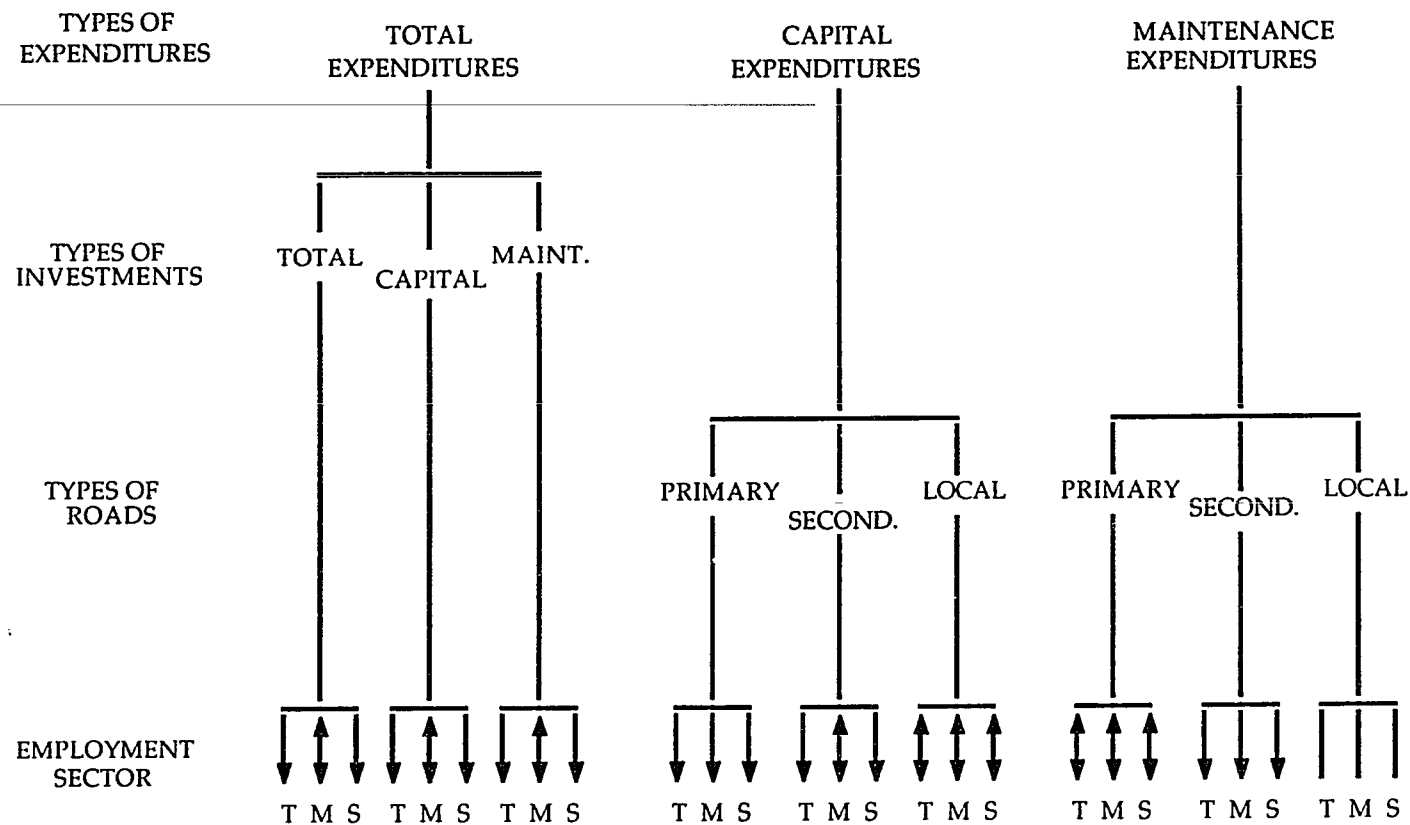 TYPES OF
EXPENDITURES
TOTAL
EXPENDITURES
CAPITAL
EXPENDITURES
MAINTENANCE
EXPENDITURES
TYPES OF
INVESTMENTS
TOTAL
CAPITAL
MAINT.
TYPES OF
ROADS
PRIMARY
SECOND.
LOCAL
PRIMARY
SECOND.
LOCAL
EMPLOYMENT
SECTOR
T M S T M S T M S T M S T M S T M S T M S T M S T M S